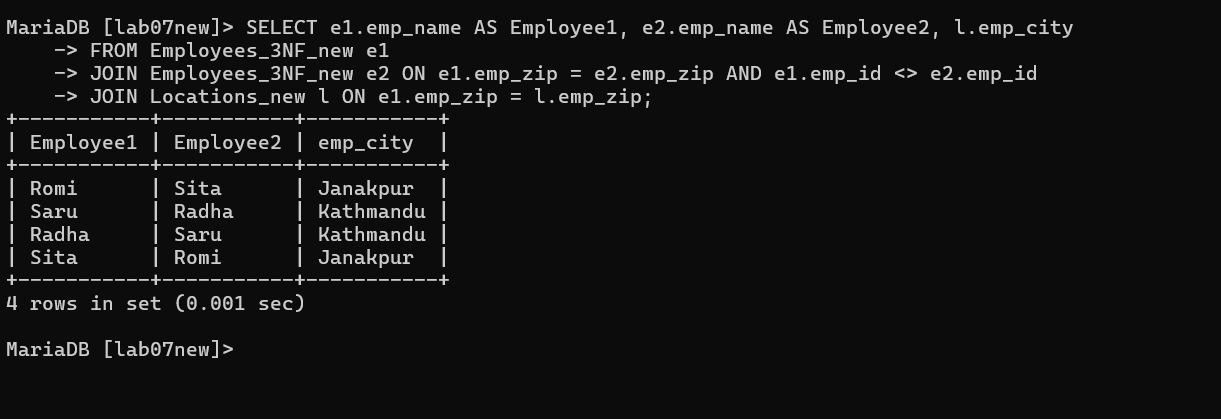 MariaDB [lab07new]> SELECT e1.emp_name AS Employee1, e2.emp_name AS Employee2, l.emp_city
    -> FROM Employees_3NF_new e1
    -> JOIN Employees_3NF_new e2 ON e1.emp_zip = e2.emp_zip AND e1.emp_id <> e2.emp_id
    -> JOIN Locations_new l ON e1.emp_zip = l.emp_zip;
+-----------+-----------+-----------+
| Employee1 | Employee2 | emp_city  |
+-----------+-----------+-----------+
| Romi      | Sita      | Janakpur  |
| Saru      | Radha     | Kathmandu |
| Radha     | Saru      | Kathmandu |
| Sita      | Romi      | Janakpur  |
+-----------+-----------+-----------+
4 rows in set (0.001 sec)

MariaDB [lab07new]>